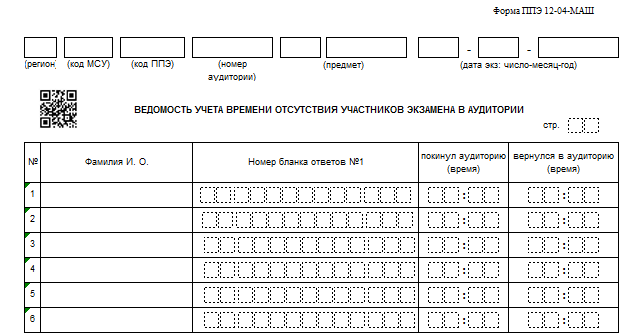 Форма ППЭ 12-04-МАШ
- -
(регион) (код МСУ) (код ППЭ) (номер аудитории) (предмет) (дата экз: число-месяц-год)
ВЕДОМОСТЬ УЧЕТА ВРЕМЕНИ ОТСУТСТВИЯ УЧАСТНИКОВ ЭКЗАМЕНА В АУДИТОРИИ
стр.
№ Фамилия И. О. Номер бланка ответов №1 покинул аудиторию (время) вернулся в аудиторию (время)
1 : :
2 : :
3 : :
4 : :
5 : :
6 : :